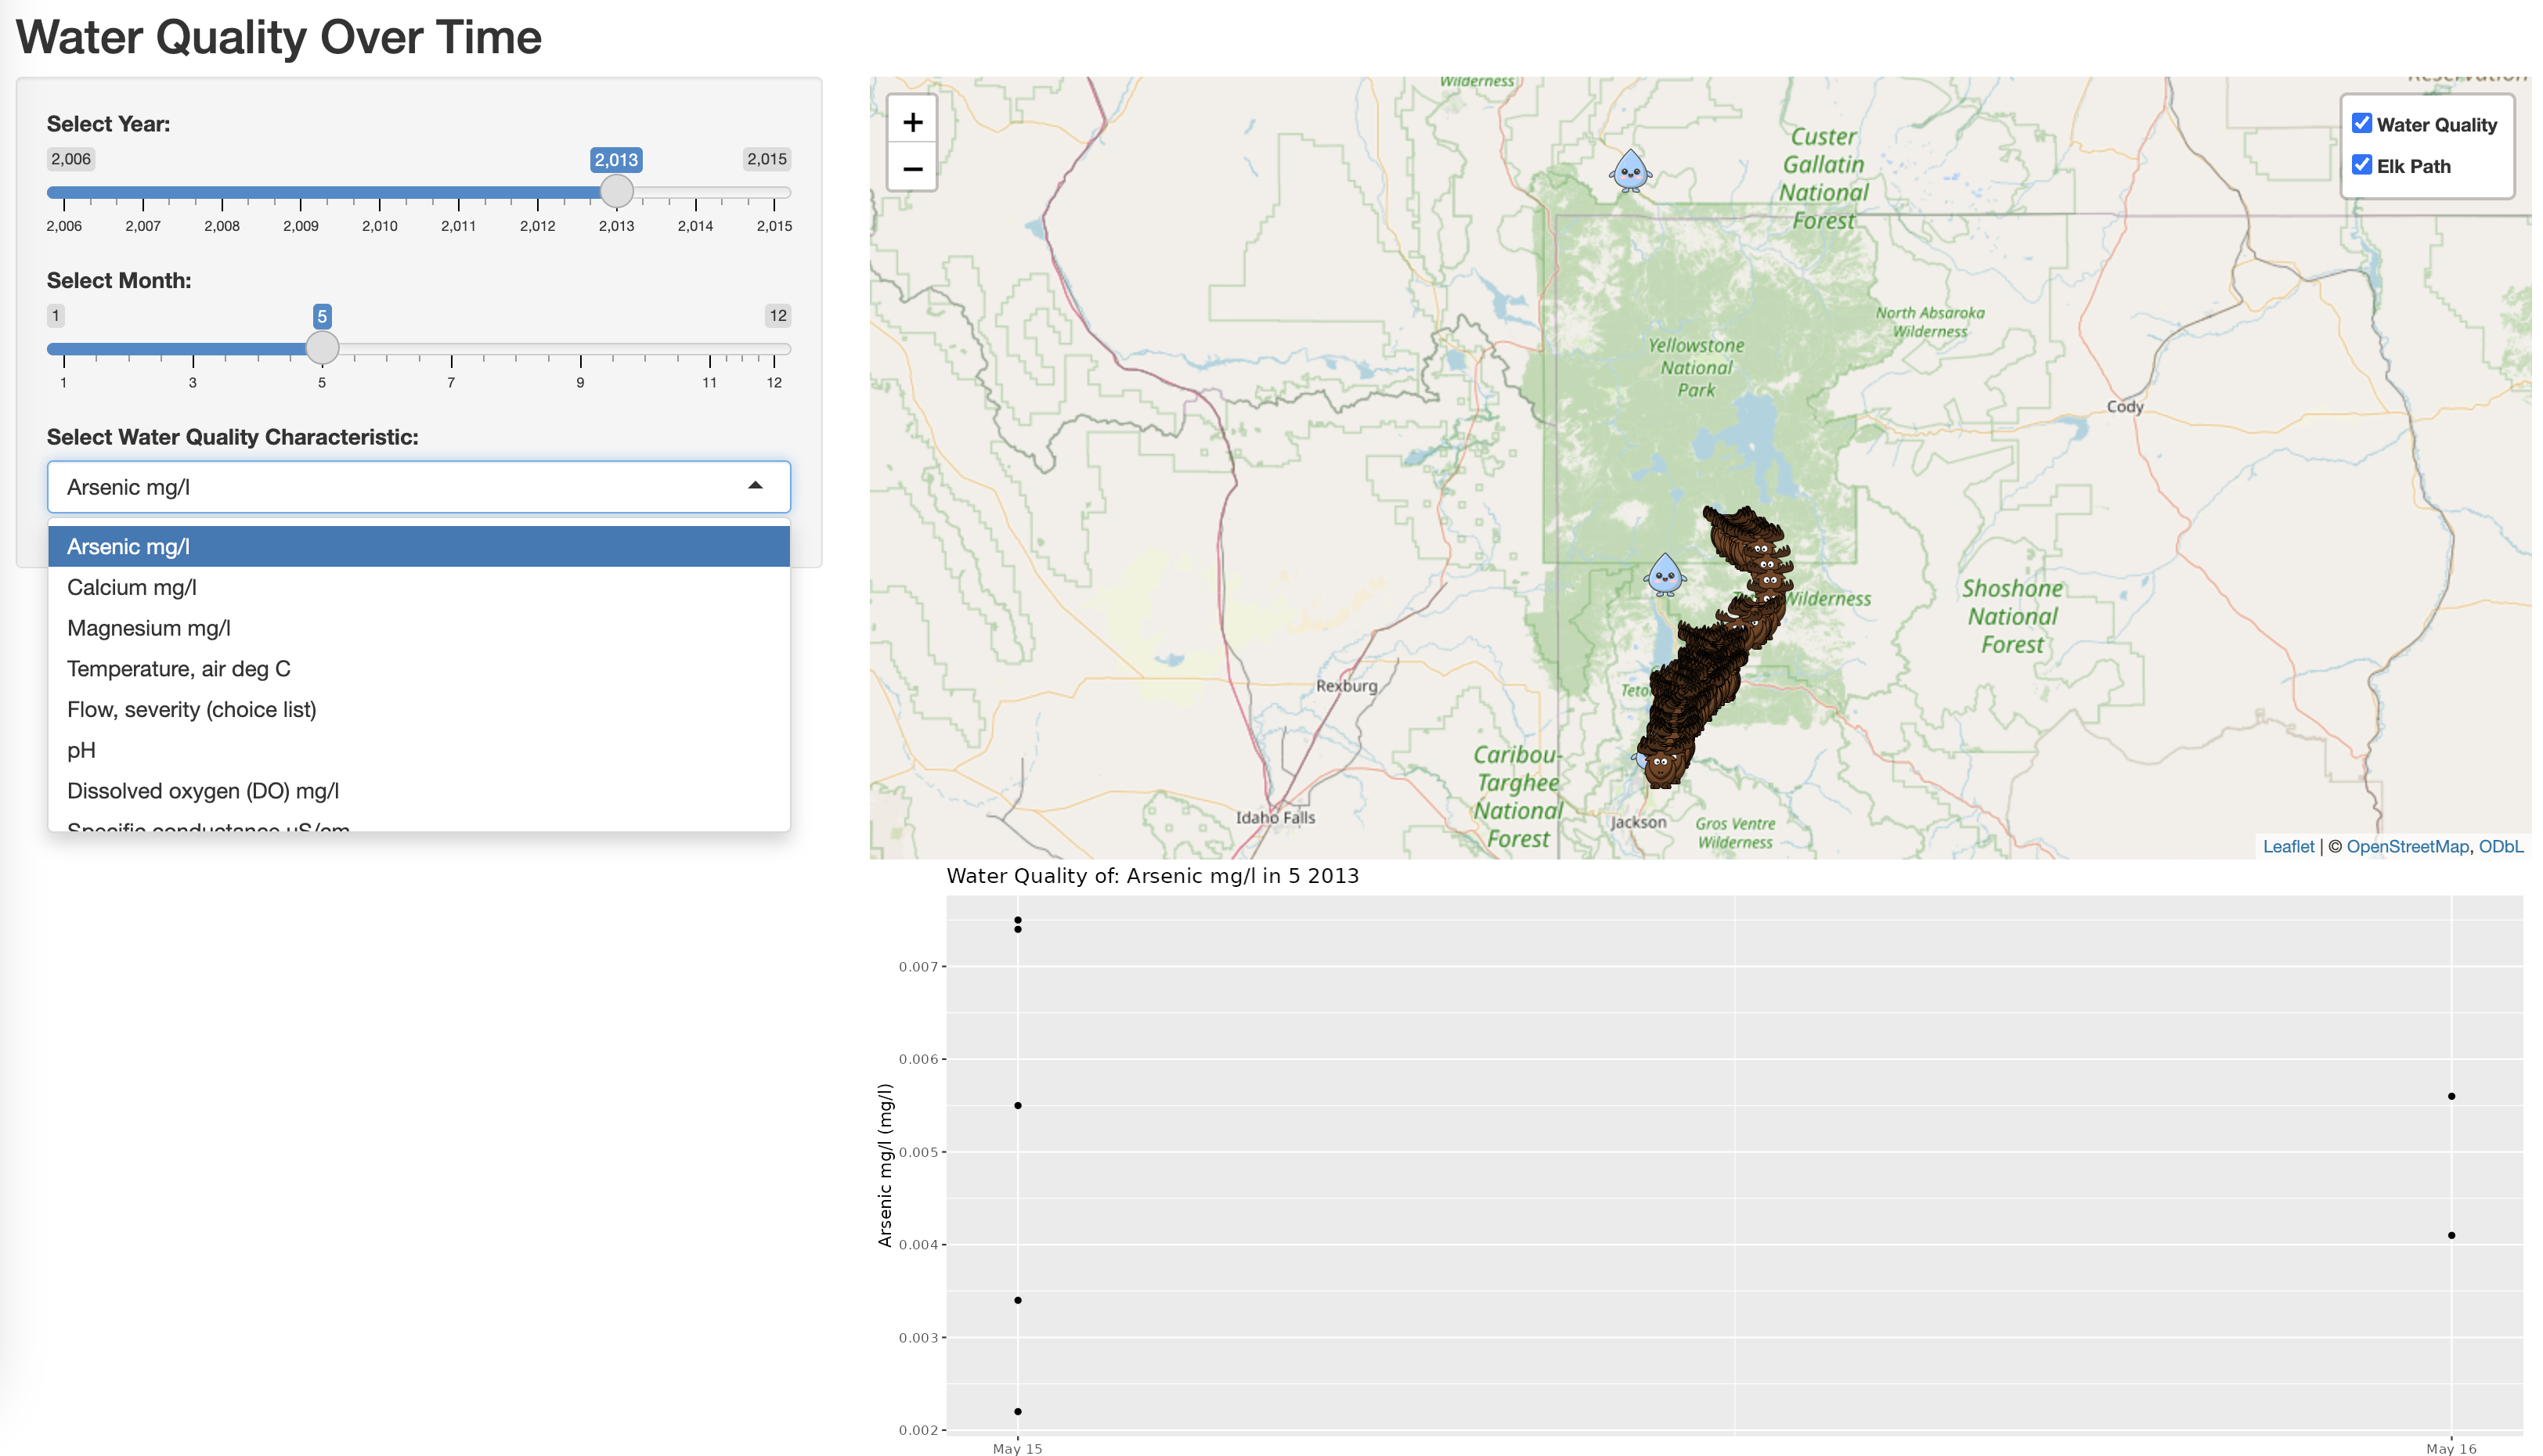 Water Quality Over Time
Select Year:
2,006
2,013
2,015
2,006 2,007 2,008 2,009 2,010 2,011 2,012 2,013 2,014 2,015
Select Month:
1
5
12
1 3 5 7 9 11 12
Select Water Quality Characteristic:
Arsenic mg/l
Arsenic mg/l
Calcium mg/l
Magnesium mg/l
Temperature, air deg C
Flow, severity (choice list)
pH
Dissolved oxygen (DO) mg/l
Specific conductance uS/cm
+
−
Water Quality
Elk Path
Wilderness
Reservation
Custer
Gallatin
National
Forest
North Absaroka
Wilderness
Yellowstone
National
Park
Cody
Wilderness
Shoshone
National
Forest
Rexburg
Caribou-
Targhee
National
Forest
Idaho Falls
Jackson
Gros Ventre
Wilderness
Leaflet | © OpenStreetMap, ODbL
Water Quality of: Arsenic mg/l in 5 2013
Arsenic mg/l (mg/l)
0.007
0.006
0.005
0.004
0.003
0.002
May 15
May 16